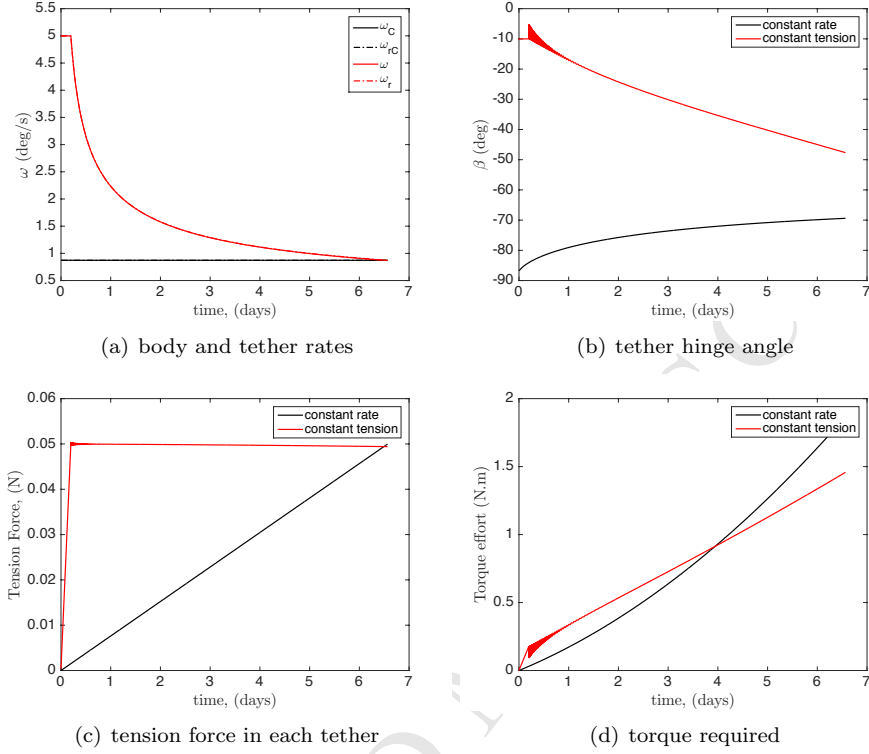 5.5
5
4.5
4
3.5
3
2.5
2
1.5
1
0.5
ω (deg/s)
ω_C
ω_rC
ω
ω_r
0 1 2 3 4 5 6 7
time, (days)
(a) body and tether rates
0
-10
-20
-30
-40
-50
-60
-70
-80
-90
β (deg)
constant rate
constant tension
0 1 2 3 4 5 6 7
time, (days)
(b) tether hinge angle
0.06
0.05
0.04
0.03
0.02
0.01
0
Tension Force, (N)
constant rate
constant tension
0 1 2 3 4 5 6 7
time, (days)
(c) tension force in each tether
2
1.5
1
0.5
0
Torque effort (N.m)
constant rate
constant tension
0 1 2 3 4 5 6 7
time, (days)
(d) torque required